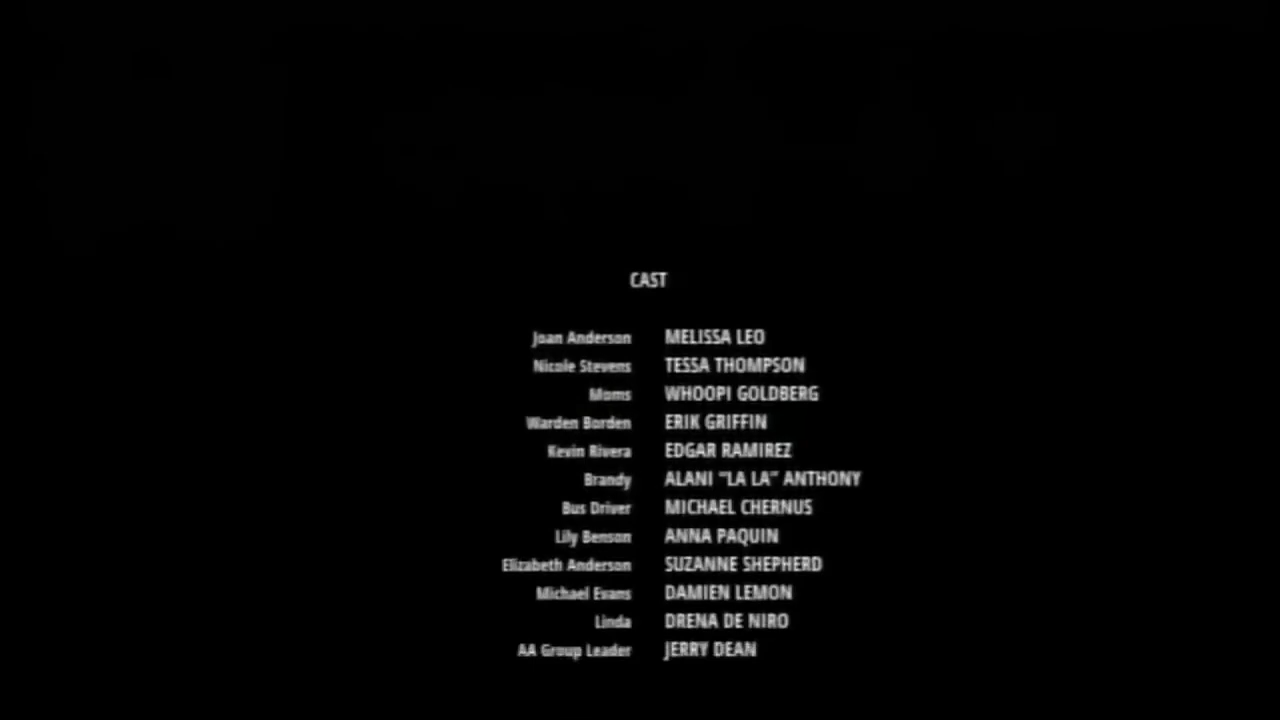 CAST
Joan Anderson MELISSA LEO
Nicole Stevens TESSA THOMPSON
Moms WHOOPI GOLDBERG
Warden Borden ERIK GRIFFIN
Kevin Rivera EDGAR RAMIREZ
Brandy ALANI "LA LA" ANTHONY
Bus Driver MICHAEL CHERNUS
Lily Benson ANNA PAQUIN
Elizabeth Anderson SUZANNE SHEPHERD
Michael Evans DAMIEN LEMON
Linda DRENA DE NIRO
AA Group Leader JERRY DEAN